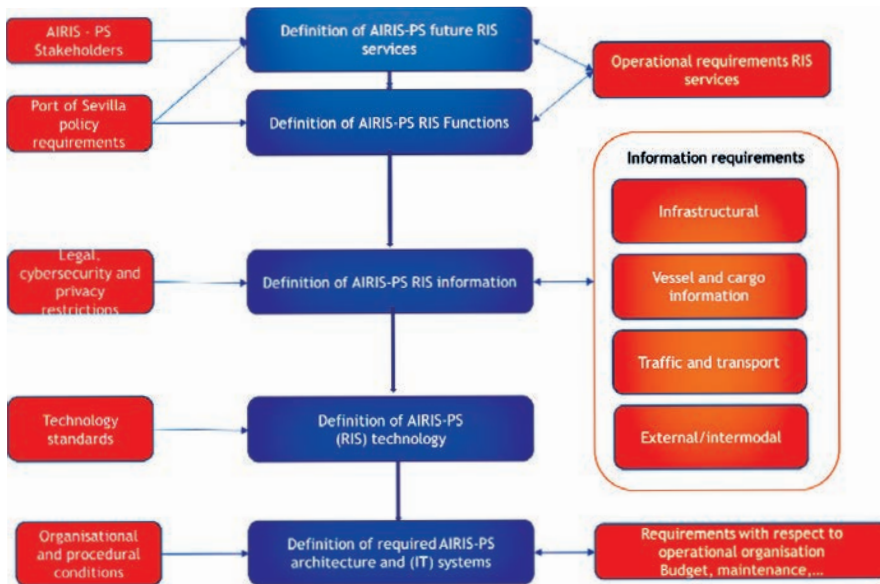 AIRIS - PS
Stakeholders
Definition of AIRIS-PS future RIS
services
Operational requirements RIS
services
Port of Sevilla
policy
requirements
Definition of AIRIS-PS RIS Functions
Information requirements
Infrastructural
Legal,
cybersecurity and
privacy
restrictions
Definition of AIRIS-PS RIS information
Vessel and cargo
information
Traffic and transport
Technology
standards
Definition of AIRIS-PS
(RIS) technology
External/intermodal
Organisational
and procedural
conditions
Definition of required AIRIS-PS
architecture and (IT) systems
Requirements with respect to
operational organisation
Budget, maintenance,...